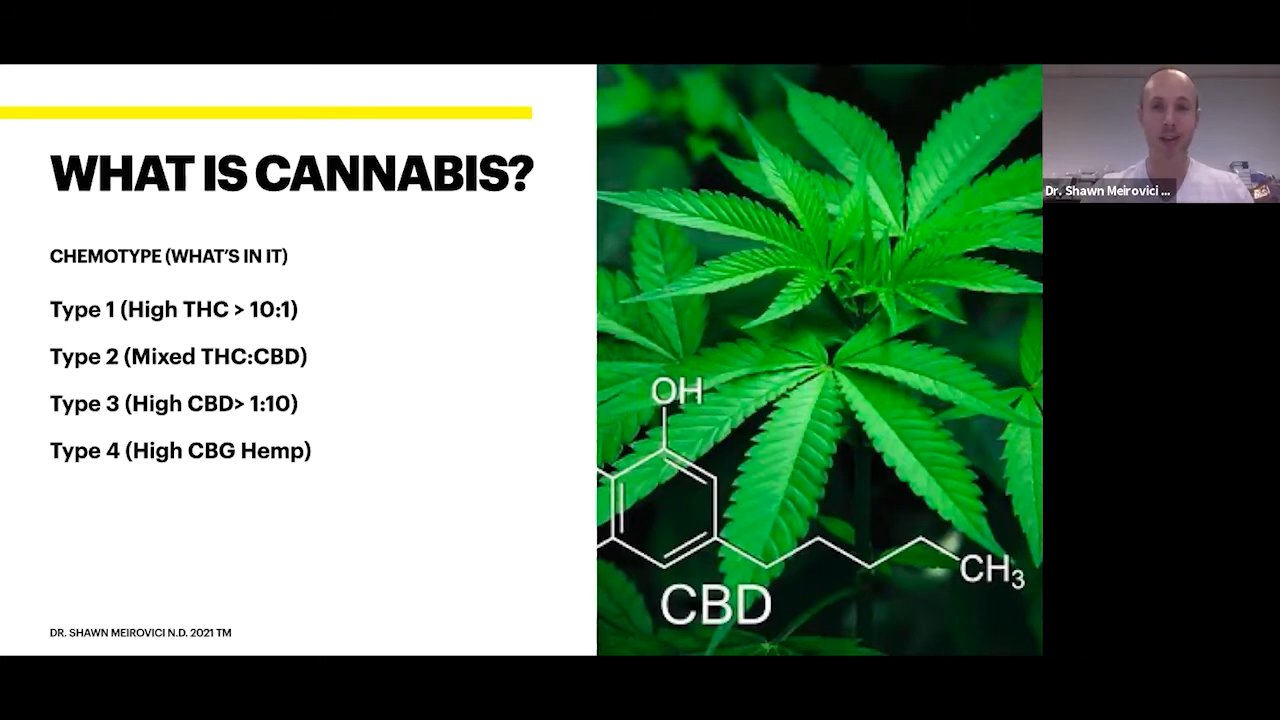 WHAT IS CANNABIS?
CHEMOTYPE (WHAT'S IN IT)
Type 1 (High THC > 10:1)
Type 2 (Mixed THC:CBD)
Type 3 (High CBD> 1:10)
Type 4 (High CBG Hemp)
DR. SHAWN MEIROVICI N.D. 2021 TM
OH
CH₃
CBD
Dr. Shawn Meirovici ...